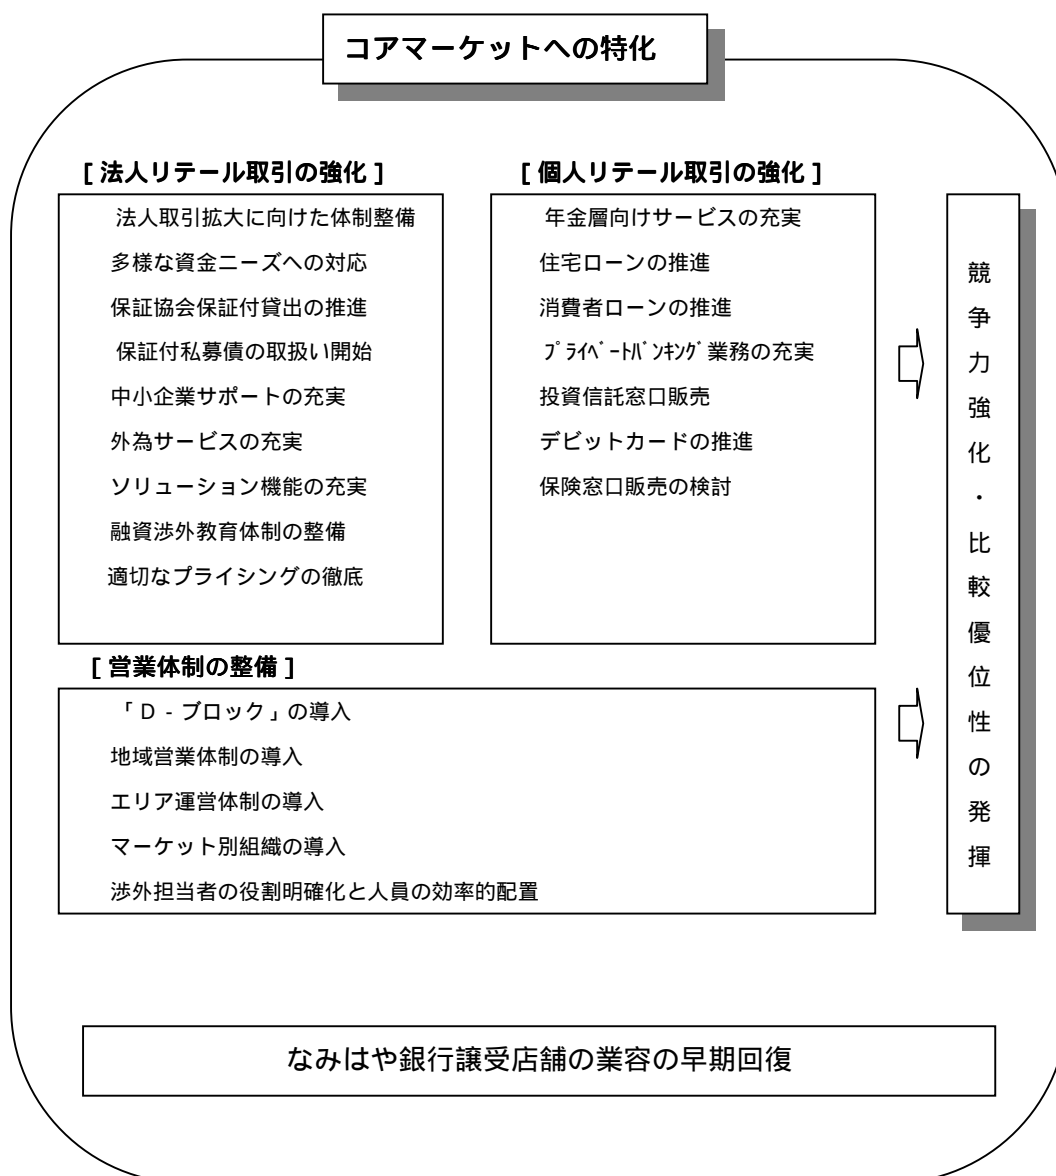 コアマーケットへの特化
[ 法人リテール取引の強化 ]
法人取引拡大に向けた体制整備
多様な資金ニーズへの対応
保証協会保証付貸出の推進
保証付私募債の取扱い開始
中小企業サポートの充実
外為サービスの充実
ソリューション機能の充実
融資渉外教育体制の整備
適切なプライシングの徹底
[ 個人リテール取引の強化 ]
年金層向けサービスの充実
住宅ローンの推進
消費者ローンの推進
プライベートバンキング業務の充実
投資信託窓口販売
デビットカードの推進
保険窓口販売の検討
[ 営業体制の整備 ]
「D - ブロック」の導入
地域営業体制の導入
エリア運営体制の導入
マーケット別組織の導入
渉外担当者の役割明確化と人員の効率的配置
競争力強化・比較優位性の発揮
なみはや銀行譲受店舗の業容の早期回復